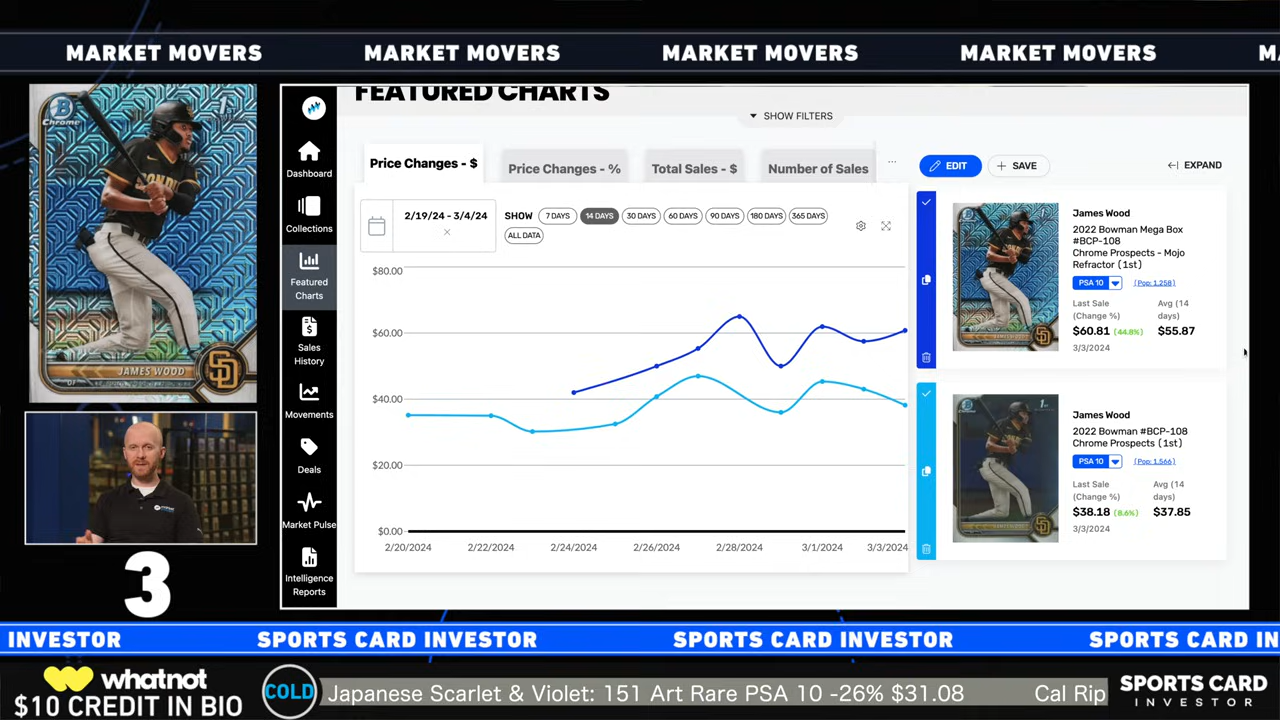 MARKET MOVERS MARKET MOVERS MARKET MOVERS MARKET MOVERS
B
Chrome
1st
JAMES WOOD
SD
3
Dashboard
Collections
Featured
Charts
Sales
History
Movements
Deals
Market Pulse
Intelligence
Reports
FEATURED CHARTS
SHOW FILTERS
Price Changes - $
Price Changes - %
Total Sales - $
Number of Sales
...
EDIT
+ SAVE
EXPAND
2/19/24 - 3/4/24
×
SHOW
7 DAYS
14 DAYS
30 DAYS
60 DAYS
90 DAYS
180 DAYS
365 DAYS
ALL DATA
$80.00
$60.00
$40.00
$20.00
$0.00
2/20/2024
2/22/2024
2/24/2024
2/26/2024
2/28/2024
3/1/2024
3/3/2024
James Wood
2022 Bowman Mega Box
#BCP-108
Chrome Prospects - Mojo
Refractor (1st)
PSA 10
(Pop: 1,258)
Last Sale
(Change %)
Avg (14
days)
$60.81 (44.8%)
$55.87
3/3/2024
James Wood
2022 Bowman #BCP-108
Chrome Prospects (1st)
PSA 10
(Pop: 1,566)
Last Sale
(Change %)
Avg (14
days)
$38.18 (8.6%)
$37.85
3/3/2024
INVESTOR SPORTS CARD INVESTOR SPORTS CARD INVESTOR SPORTS CARD IN
whatnot
$10 CREDIT IN BIO
COLD
Japanese Scarlet & Violet: 151 Art Rare PSA 10 -26% $31.08
Cal Rip
SPORTS CARD
INVESTOR